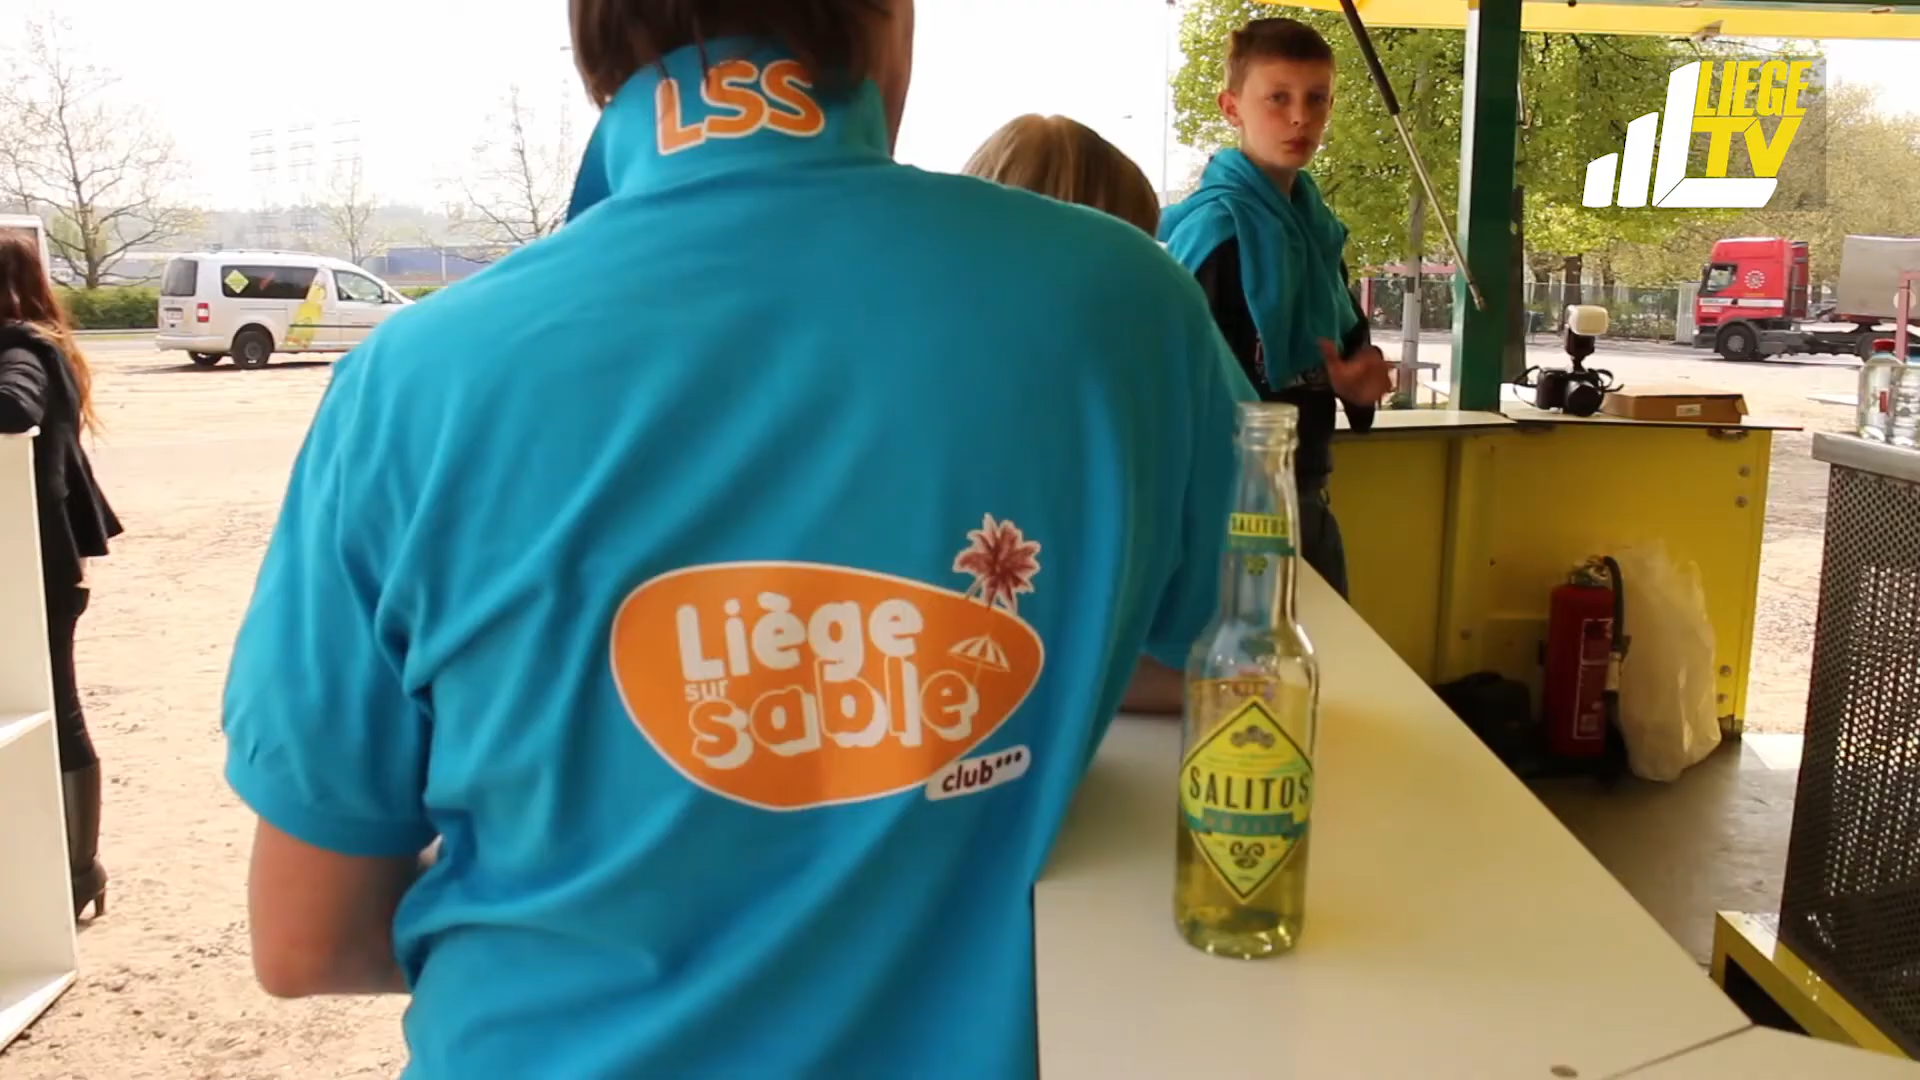 LSS
LIEGE
TV
SALITOS
Liège
sur
sable
club
SALITOS